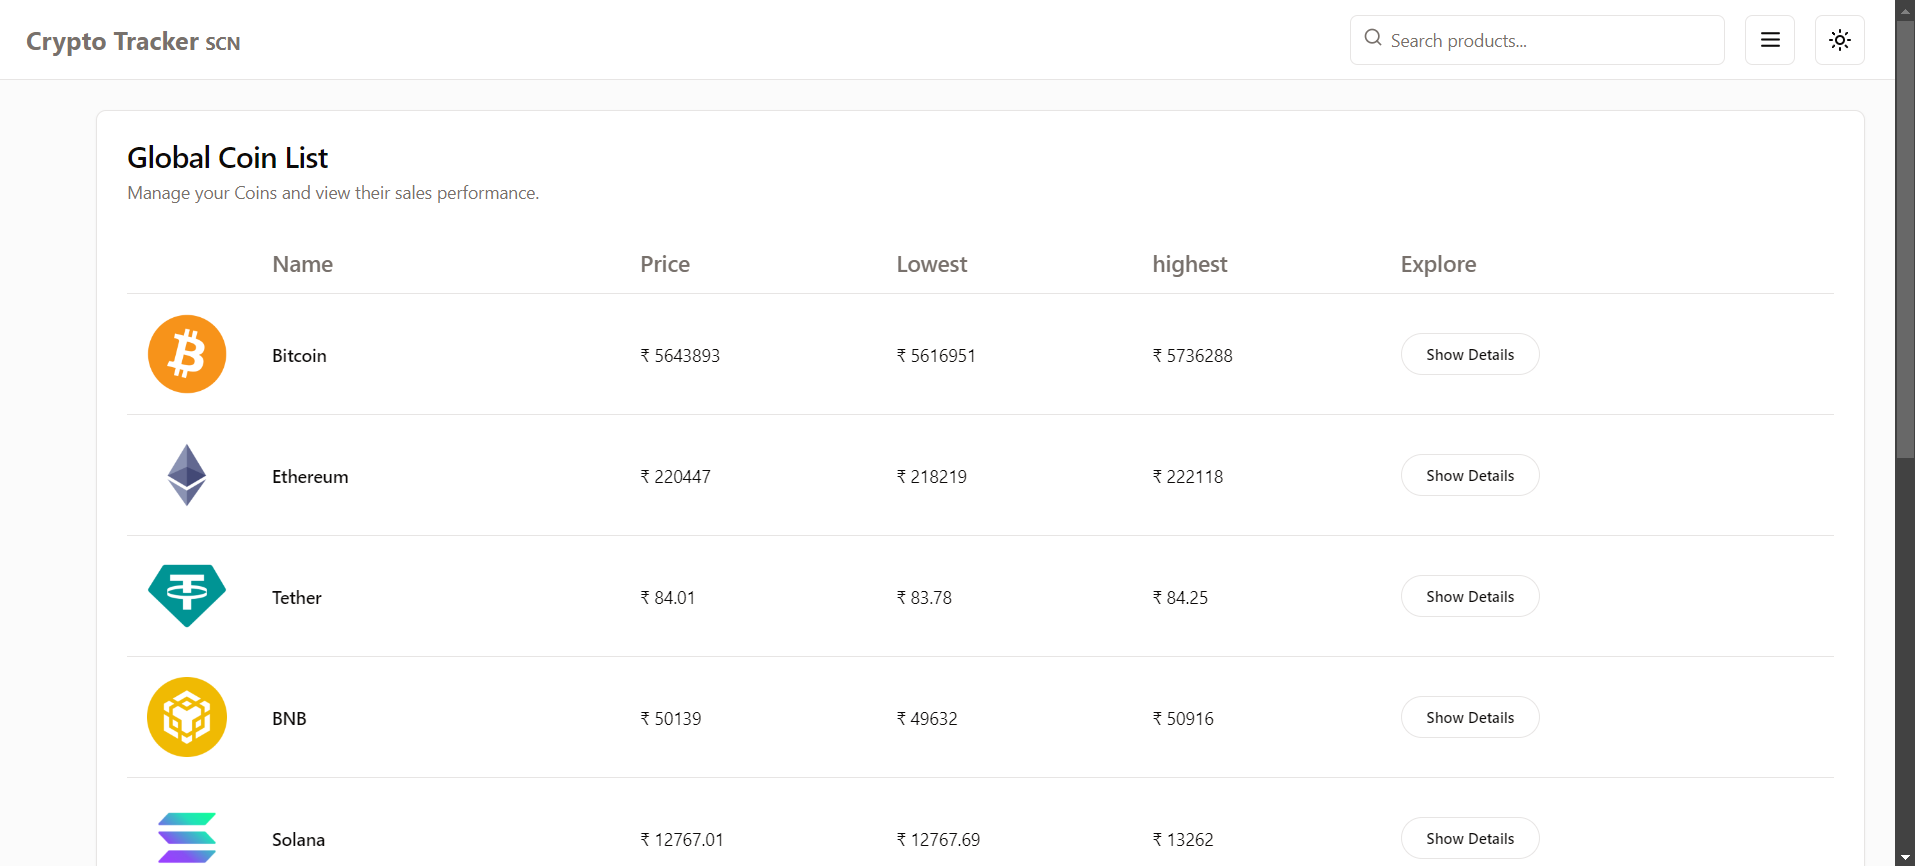 Crypto Tracker SCN
Search products...
Global Coin List
Manage your Coins and view their sales performance.
Name Price Lowest highest Explore
Bitcoin ₹ 5643893 ₹ 5616951 ₹ 5736288 Show Details
Ethereum ₹ 220447 ₹ 218219 ₹ 222118 Show Details
Tether ₹ 84.01 ₹ 83.78 ₹ 84.25 Show Details
BNB ₹ 50139 ₹ 49632 ₹ 50916 Show Details
Solana ₹ 12767.01 ₹ 12767.69 ₹ 13262 Show Details